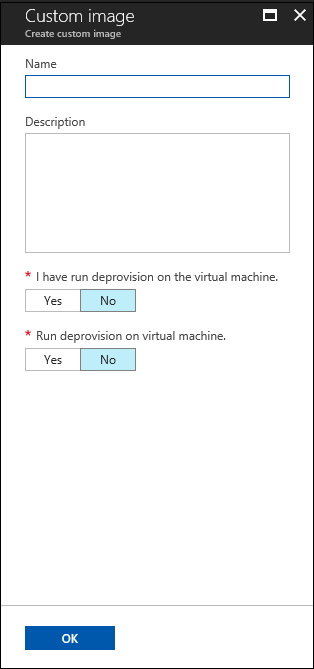 Custom image
Create custom image
Name
Description
* I have run deprovision on the virtual machine.
Yes No
* Run deprovision on virtual machine.
Yes No
OK